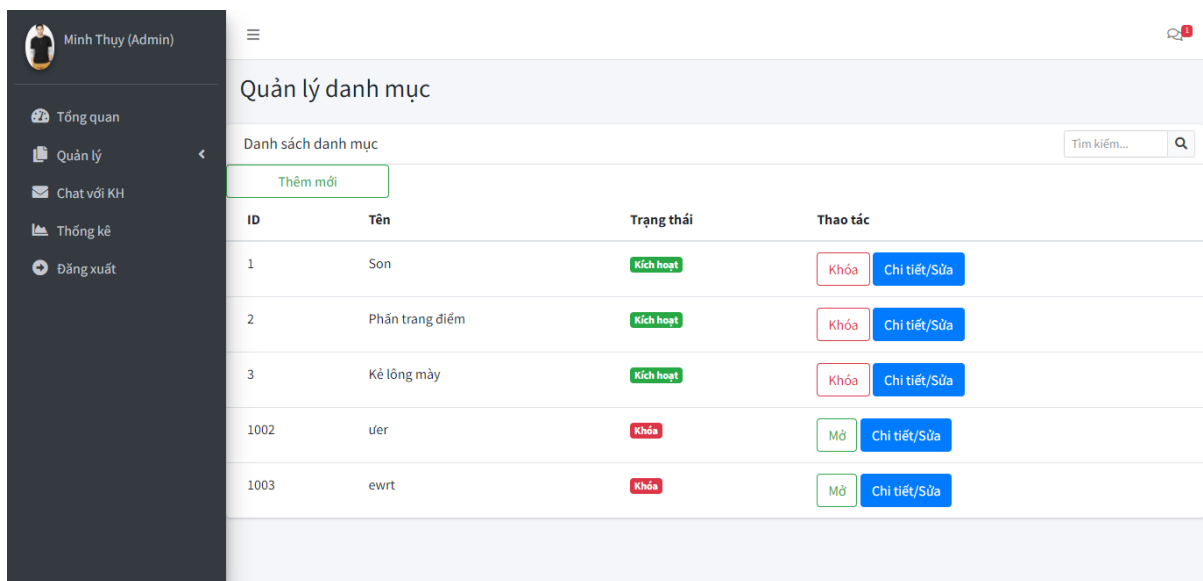 Minh Thụy (Admin)
1
Quản lý danh mục
Tổng quan
Quản lý
Chat với KH
Thống kê
Đăng xuất
Danh sách danh mục
Tìm kiếm...
Thêm mới
ID Tên Trạng thái Thao tác
1 Son Kích hoạt Khóa Chi tiết/Sửa
2 Phấn trang điểm Kích hoạt Khóa Chi tiết/Sửa
3 Kẻ lông mày Kích hoạt Khóa Chi tiết/Sửa
1002 ưer Khóa Mở Chi tiết/Sửa
1003 ewrt Khóa Mở Chi tiết/Sửa